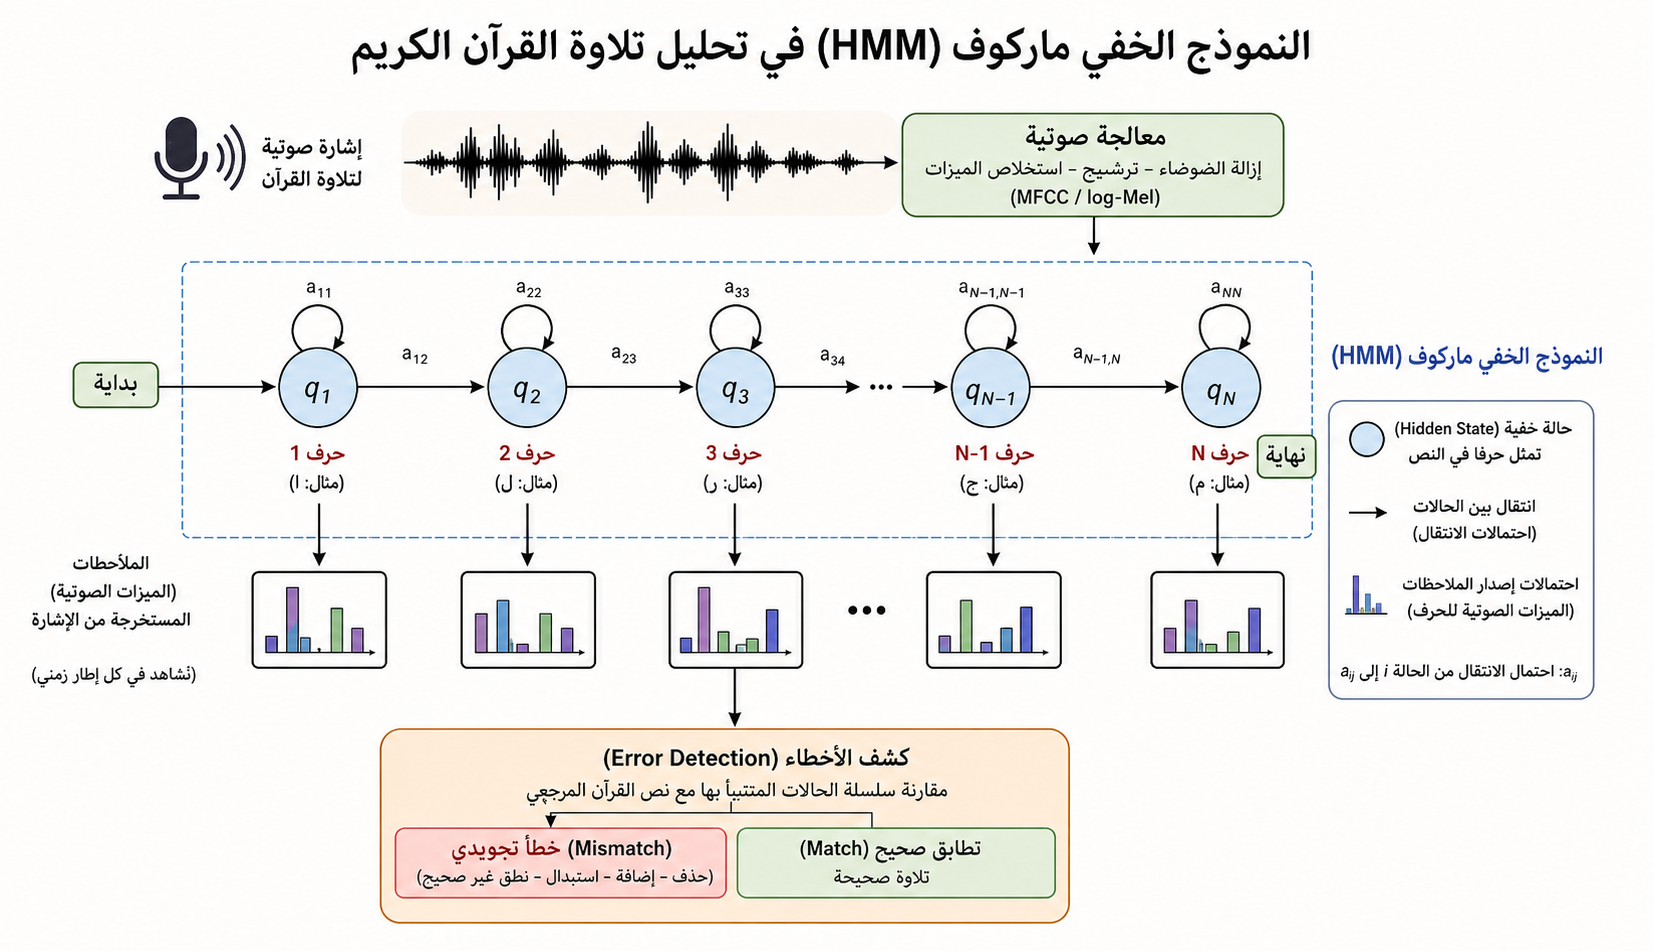 النموذج الخفي ماركوف (HMM) في تحليل تلاوة القرآن الكريم
إشارة صوتية
لتلاوة القرآن
معالجة صوتية
إزالة الضوضاء - ترشيح - استخلاص الميزات
(MFCC / log-Mel)
a11
a22
a33
aN−1,N−1
aNN
a12
a23
a34
aN−1,N
بداية
q1
q2
q3
...
qN−1
qN
حرف 1
(مثال: ا)
حرف 2
(مثال: ل)
حرف 3
(مثال: ر)
حرف N-1
(مثال: ج)
حرف N
(مثال: م)
نهاية
النموذج الخفي ماركوف (HMM)
حالة خفية (Hidden State)
تمثل حرفا في النص
انتقال بين الحالات
(احتمالات الانتقال)
احتمالات إصدار الملاحظات
(الميزات الصوتية للحرف)
aij: احتمال الانتقال من الحالة i إلى aij
الملأحطات
(الميزات الصوتية)
المستخرجة من الإشارة
(تُشاهد في كل إطار زمني)
...
كشف الأخطاء (Error Detection)
مقارنة سلسلة الحالات المتتبيأ بها مع نص القرآن المرجعي
خطأ تجويدي (Mismatch)
(حذف - إضافة - استبدال - نطق غير صحيح)
تطابق صحيح (Match)
تلاوة صحيحة